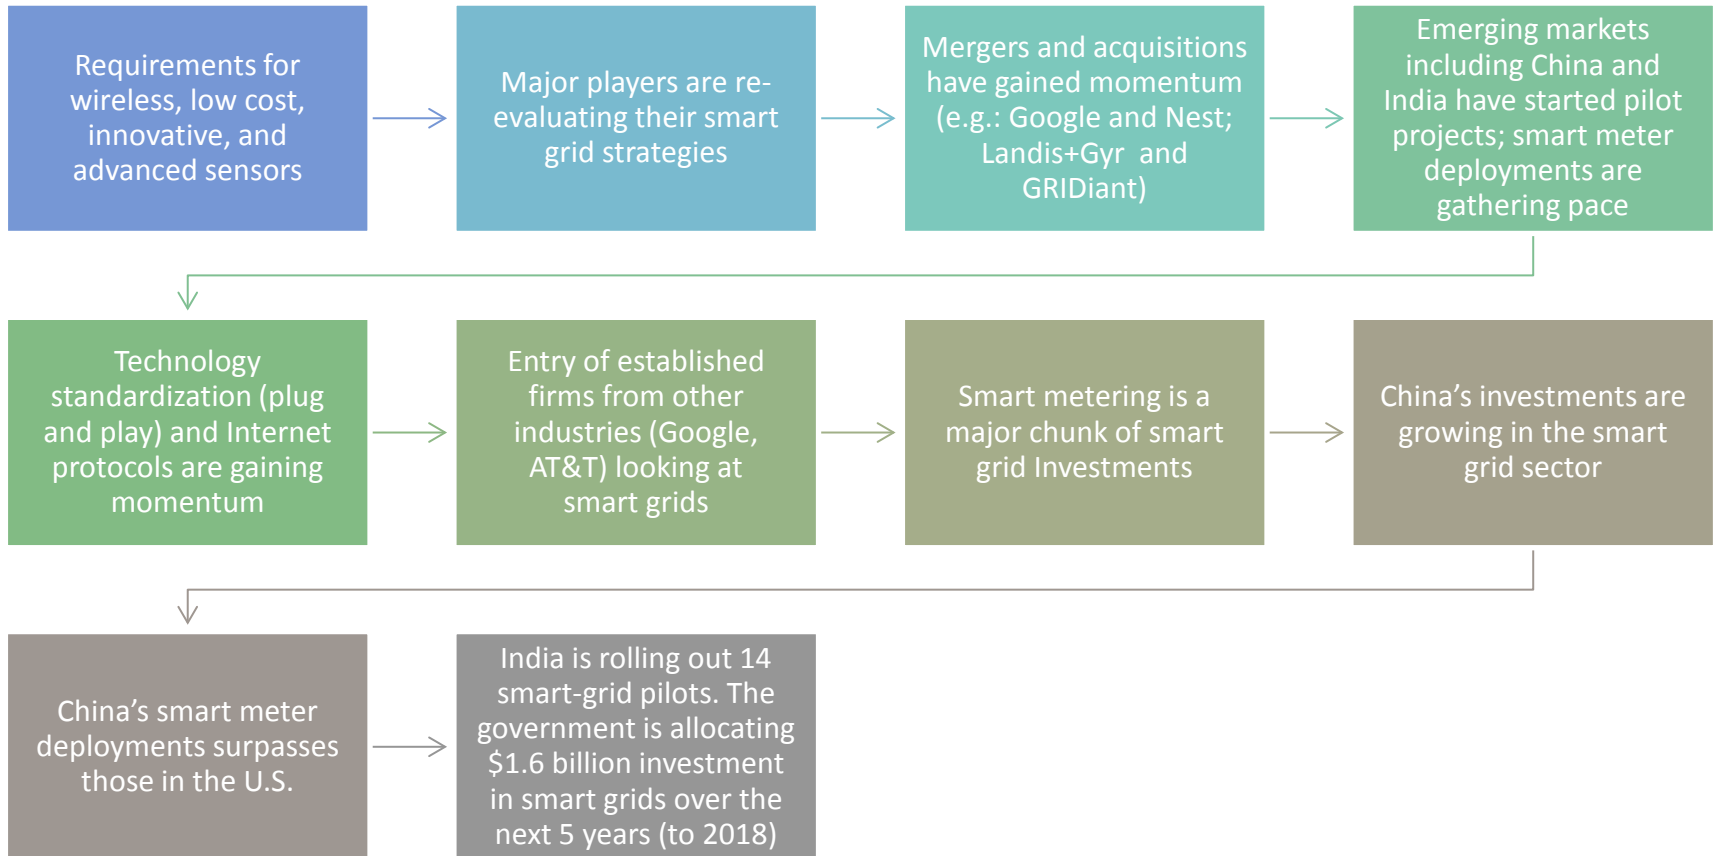 Requirements for
wireless, low cost,
innovative, and
advanced sensors
Major players are re-
evaluating their smart
grid strategies
Mergers and acquisitions
have gained momentum
(e.g.: Google and Nest;
Landis+Gyr and
GRIDiant)
Emerging markets
including China and
India have started pilot
projects; smart meter
deployments are
gathering pace
Technology
standardization (plug
and play) and Internet
protocols are gaining
momentum
Entry of established
firms from other
industries (Google,
AT&T) looking at
smart grids
Smart metering is a
major chunk of smart
grid Investments
China’s investments are
growing in the smart
grid sector
China’s smart meter
deployments surpasses
those in the U.S.
India is rolling out 14
smart-grid pilots. The
government is allocating
$1.6 billion investment
in smart grids over the
next 5 years (to 2018)